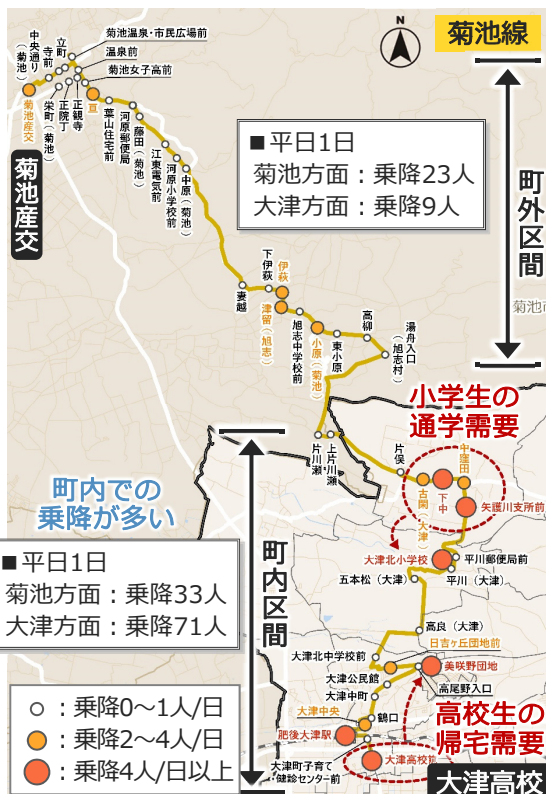 菊池線
N
菊池温泉・市民広場前
温泉前
菊池女子高前
立町
寺前
中央通り（菊池）
菊池産交
栄町（菊池）
正院丁
正観寺
亘
葉山住宅前
河原郵便局
藤田（菊池）
江東電気前
河原小学校前
中原（菊池）
菊池産交
■平日1日
菊池方面：乗降23人
大津方面：乗降9人
町外区間
菊池市
妻越
下伊萩
伊萩
津留（旭志）
旭志中学校前
小原（菊池）
東小原
高柳
湯舟入口（旭志村）
小学生の
通学需要
片川瀬
上片川瀬
片俣
古閑（大津）
下中
中窪田
矢護川支所前
町内での
乗降が多い
■平日1日
菊池方面：乗降33人
大津方面：乗降71人
町内区間
大津北小学校
平川郵便局前
平川（大津）
五本松（大津）
高良（大津）
日吉ヶ丘団地前
大津北中学校前
美咲野団地
大津公民館
高尾野入口
大津中町
大津中央
鶴口
肥後大津駅
高校生の
帰宅需要
大津高校前
大津町子育て
・健診センター前
大津高校
○：乗降0～1人/日
：乗降2～4人/日
：乗降4人/日以上